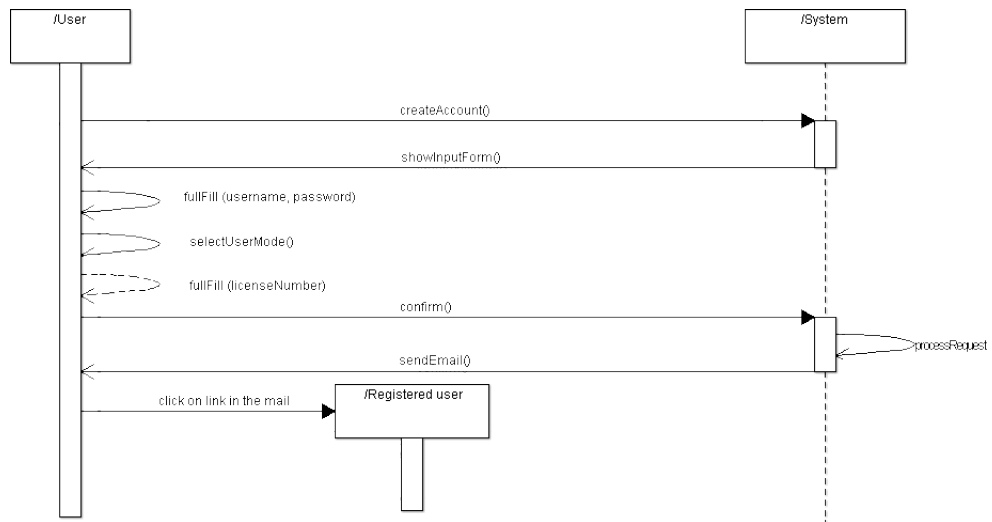 /User
/System
createAccount()
showInputForm()
fullFill (username, password)
selectUserMode()
fullFill (licenseNumber)
confirm()
processRequest
sendEmail()
/Registered user
click on link in the mail